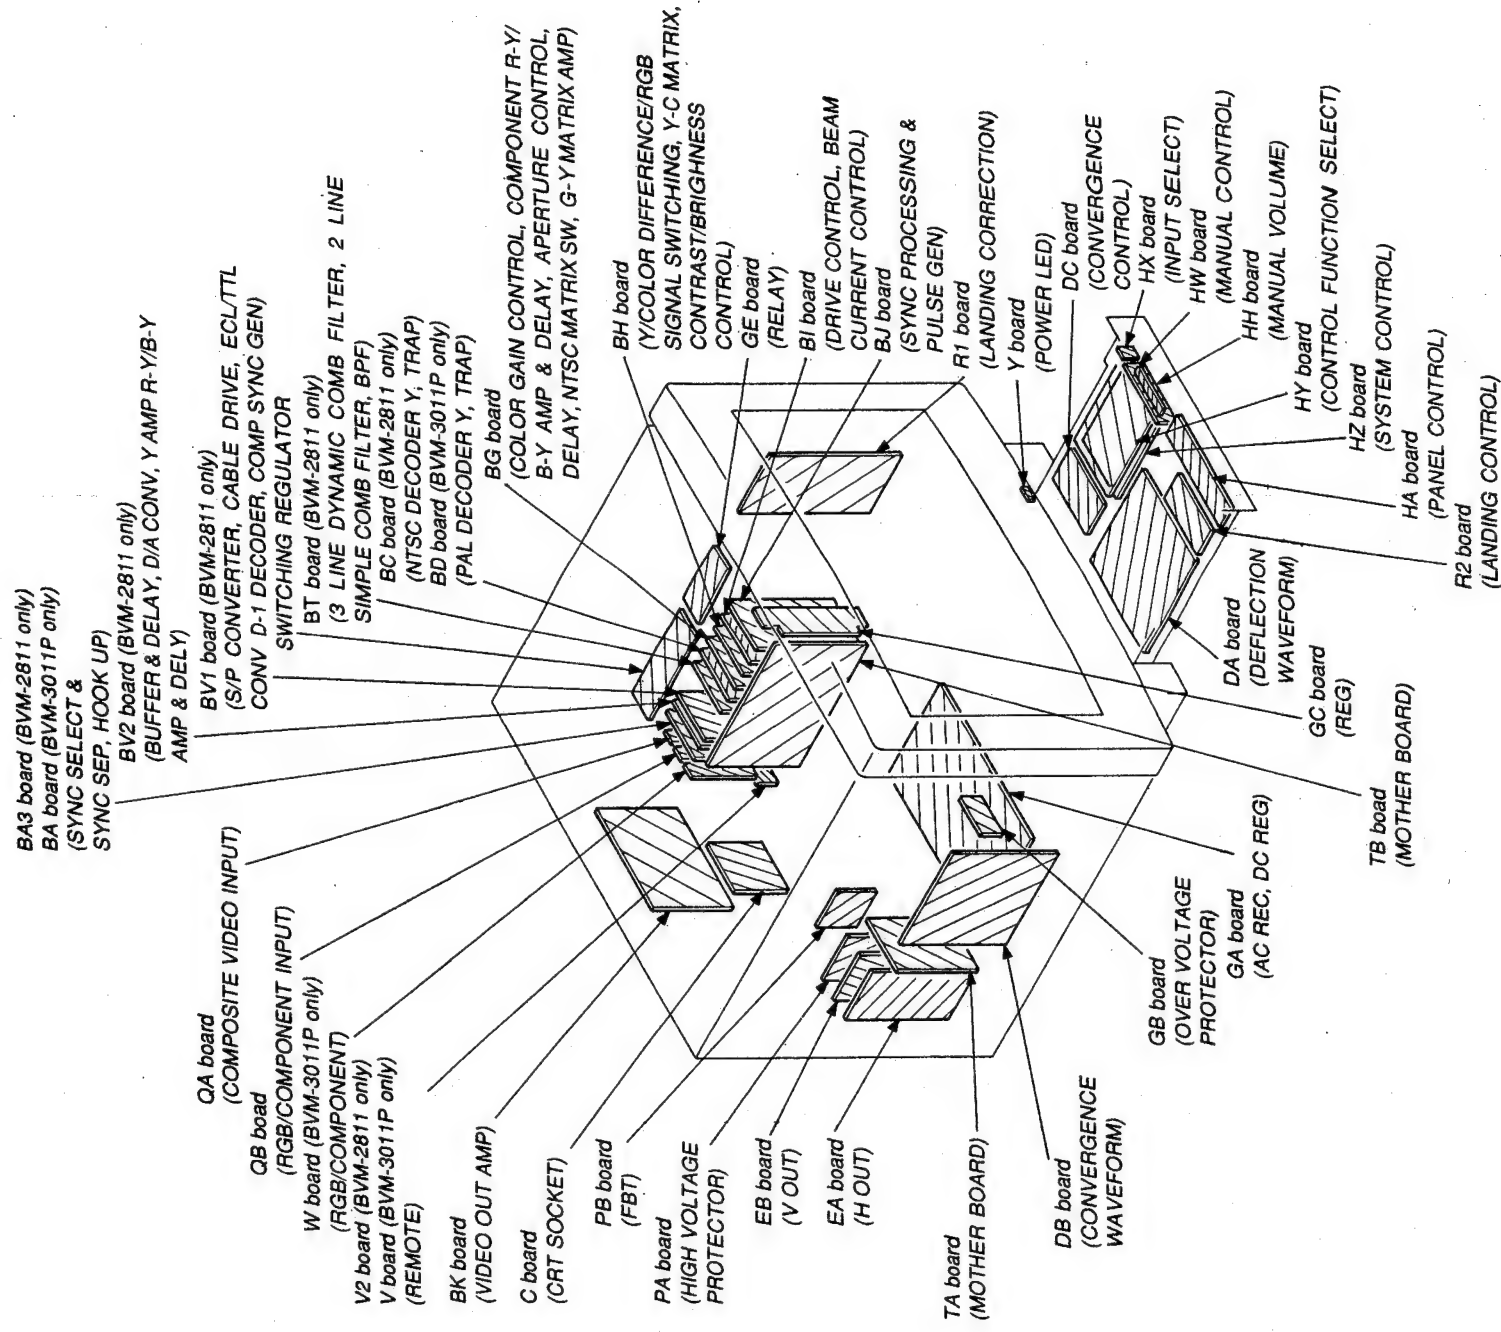 BA3 board (BVM-2811 only)
BA board (BVM-3011P only)
(SYNC SELECT &
SYNC SEP, HOOK UP)
BV2 board (BVM-2811 only)
(BUFFER & DELAY, D/A CONV, Y AMP R-Y/B-Y
AMP & DELY)
BV1 board (BVM-2811 only)
(S/P CONVERTER, CABLE DRIVE, ECL/TTL
CONV D-1 DECODER, COMP SYNC GEN)
SWITCHING REGULATOR
BT board (BVM-2811 only)
(3 LINE DYNAMIC COMB FILTER, 2 LINE
SIMPLE COMB FILTER, BPF)
BC board (BVM-2811 only)
(NTSC DECODER Y, TRAP)
BD board (BVM-3011P only)
(PAL DECODER Y, TRAP)
BG board
(COLOR GAIN CONTROL, COMPONENT R-Y/
B-Y AMP & DELAY, APERTURE CONTROL,
DELAY, NTSC MATRIX SW, G-Y MATRIX AMP)
BH board
(Y/COLOR DIFFERENCE/RGB
SIGNAL SWITCHING, Y-C MATRIX,
CONTRAST/BRIGHNESS
CONTROL)
GE board
(RELAY)
BI board
(DRIVE CONTROL, BEAM
CURRENT CONTROL)
BJ board
(SYNC PROCESSING &
PULSE GEN)
R1 board
(LANDING CORRECTION)
Y board
(POWER LED)
DC board
(CONVERGENCE
CONTROL)
HX board
(INPUT SELECT)
HW board
(MANUAL CONTROL)
HH board
(MANUAL VOLUME)
HY board
(CONTROL FUNCTION SELECT)
HZ board
(SYSTEM CONTROL)
HA board
(PANEL CONTROL)
R2 board
(LANDING CONTROL)
QA board
(COMPOSITE VIDEO INPUT)
QB boad
(RGB/COMPONENT INPUT)
W board (BVM-3011P only)
(RGB/COMPONENT)
V2 board (BVM-2811 only)
V board (BVM-3011P only)
(REMOTE)
BK board
(VIDEO OUT AMP)
C board
(CRT SOCKET)
PB board
(FBT)
PA board
(HIGH VOLTAGE
PROTECTOR)
EB board
(V OUT)
EA board
(H OUT)
TA board
(MOTHER BOARD)
DB board
(CONVERGENCE
WAVEFORM)
GB board
(OVER VOLTAGE
PROTECTOR)
GA board
(AC REC, DC REG)
DA board
(DEFLECTION
WAVEFORM)
GC board
(REG)
TB boad
(MOTHER BOARD)